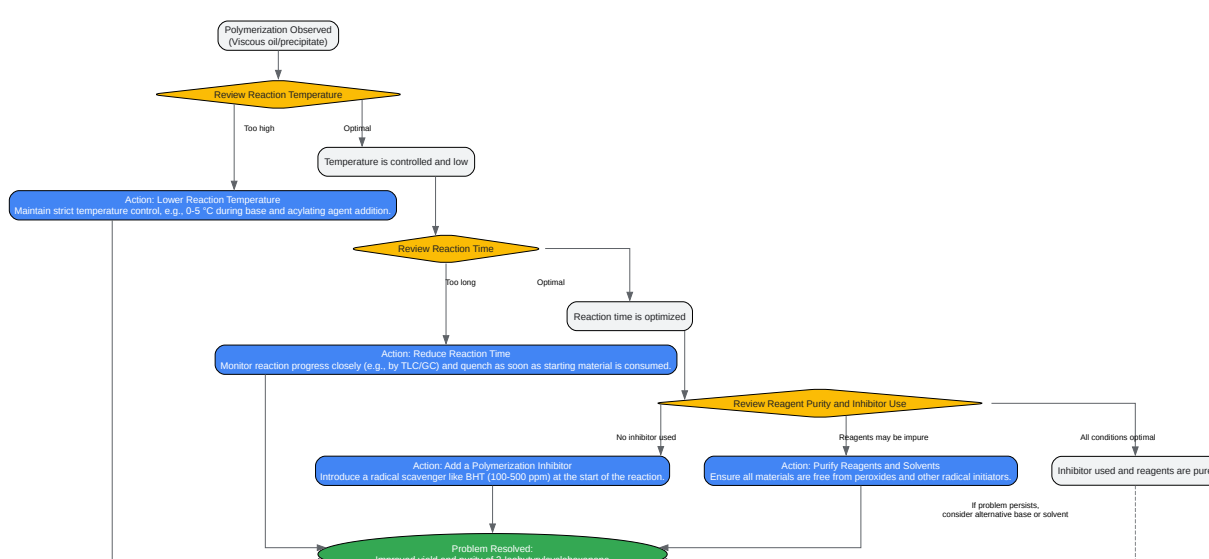 Polymerization Observed
(Viscous oil/precipitate)
Review Reaction Temperature
Too high
Optimal
Temperature is controlled and low
Action: Lower Reaction Temperature
Maintain strict temperature control, e.g., 0-5 °C during base and acylating agent addition.
Review Reaction Time
Too long
Optimal
Reaction time is optimized
Action: Reduce Reaction Time
Monitor reaction progress closely (e.g., by TLC/GC) and quench as soon as starting material is consumed.
Review Reagent Purity and Inhibitor Use
No inhibitor used
Reagents may be impure
All conditions optimal
Action: Add a Polymerization Inhibitor
Introduce a radical scavenger like BHT (100-500 ppm) at the start of the reaction.
Action: Purify Reagents and Solvents
Ensure all materials are free from peroxides and other radical initiators.
Inhibitor used and reagents are pure
If problem persists,
consider alternative base or solvent
Problem Resolved: